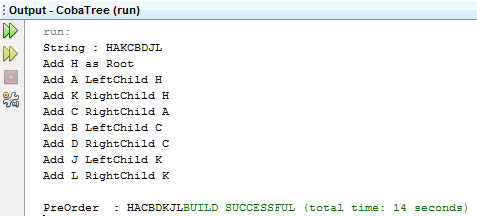 Output - CobaTree (run)
run:
String : HAKCBDJL
Add H as Root
Add A LeftChild H
Add K RightChild H
Add C RightChild A
Add B LeftChild C
Add D RightChild C
Add J LeftChild K
Add L RightChild K
PreOrder  : HACBDKJLBUILD SUCCESSFUL (total time: 14 seconds)